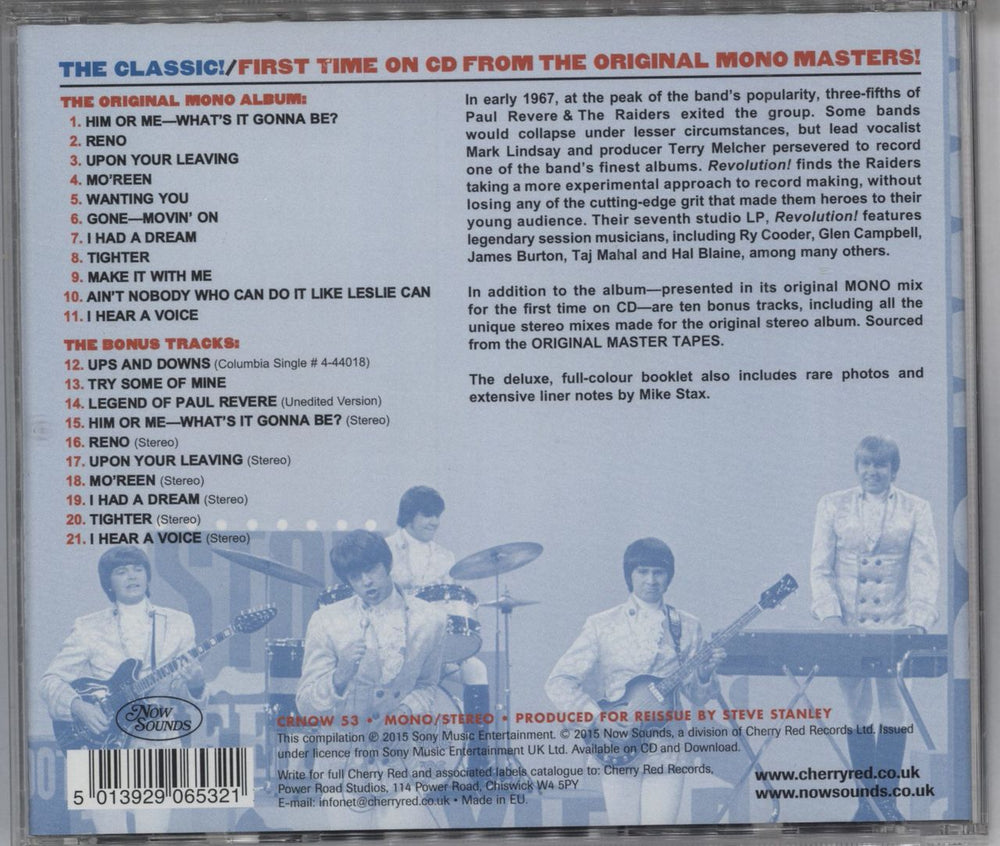 THE CLASSIC!/FIRST TIME ON CD FROM THE ORIGINAL MONO MASTERS!
THE ORIGINAL MONO ALBUM:
1. HIM OR ME—WHAT'S IT GONNA BE?
2. RENO
3. UPON YOUR LEAVING
4. MO'REEN
5. WANTING YOU
6. GONE—MOVIN' ON
7. I HAD A DREAM
8. TIGHTER
9. MAKE IT WITH ME
10. AIN'T NOBODY WHO CAN DO IT LIKE LESLIE CAN
11. I HEAR A VOICE
THE BONUS TRACKS:
12. UPS AND DOWNS (Columbia Single # 4-44018)
13. TRY SOME OF MINE
14. LEGEND OF PAUL REVERE (Unedited Version)
15. HIM OR ME—WHAT'S IT GONNA BE? (Stereo)
16. RENO (Stereo)
17. UPON YOUR LEAVING (Stereo)
18. MO'REEN (Stereo)
19. I HAD A DREAM (Stereo)
20. TIGHTER (Stereo)
21. I HEAR A VOICE (Stereo)
In early 1967, at the peak of the band's popularity, three-fifths of
Paul Revere & The Raiders exited the group. Some bands
would collapse under lesser circumstances, but lead vocalist
Mark Lindsay and producer Terry Melcher persevered to record
one of the band's finest albums. Revolution! finds the Raiders
taking a more experimental approach to record making, without
losing any of the cutting-edge grit that made them heroes to their
young audience. Their seventh studio LP, Revolution! features
legendary session musicians, including Ry Cooder, Glen Campbell,
James Burton, Taj Mahal and Hal Blaine, among many others.
In addition to the album—presented in its original MONO mix
for the first time on CD—are ten bonus tracks, including all the
unique stereo mixes made for the original stereo album. Sourced
from the ORIGINAL MASTER TAPES.
The deluxe, full-colour booklet also includes rare photos and
extensive liner notes by Mike Stax.
NOW
SOUNDS
CRNOW 53 • MONO/STEREO • PRODUCED FOR REISSUE BY STEVE STANLEY
This compilation ℗ 2015 Sony Music Entertainment. © 2015 Now Sounds, a division of Cherry Red Records Ltd. Issued
under licence from Sony Music Entertainment UK Ltd. Available on CD and Download.
Write for full Cherry Red and associated labels catalogue to: Cherry Red Records,
Power Road Studios, 114 Power Road, Chiswick W4 5PY
E-mail: infonet@cherryred.co.uk • Made in EU.
www.cherryred.co.uk
www.nowsounds.co.uk
5 013929 065321